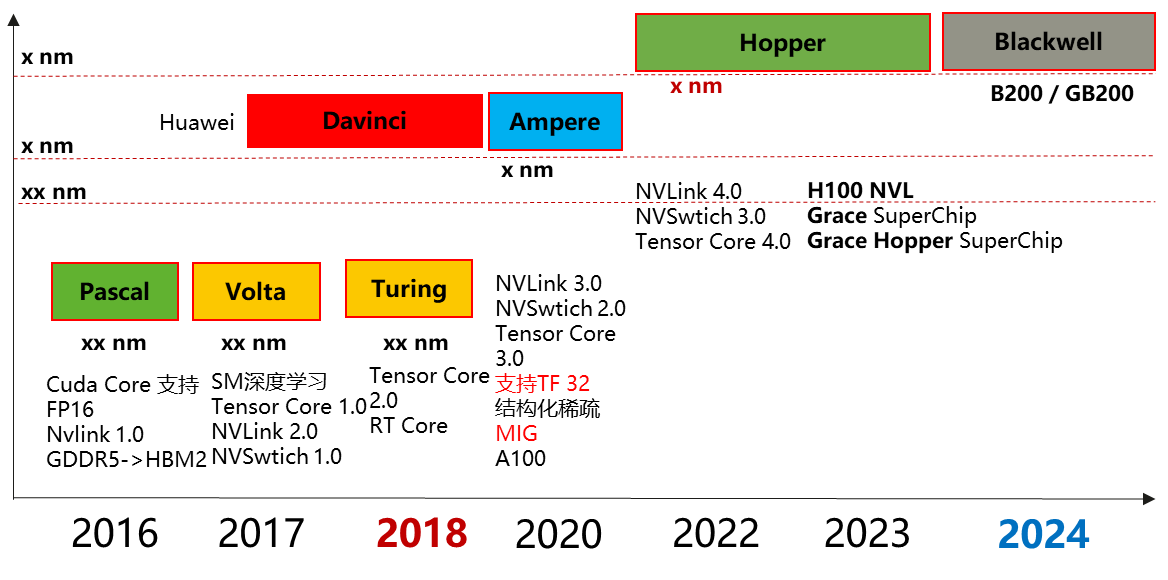 x nm
Hopper
Blackwell
x nm
B200 / GB200
Huawei
Davinci
Ampere
x nm
x nm
xx nm
NVLink 4.0
NVSwtich 3.0
Tensor Core 4.0
H100 NVL
Grace SuperChip
Grace Hopper SuperChip
Pascal
Volta
Turing
xx nm
xx nm
xx nm
Cuda Core 支持
FP16
Nvlink 1.0
GDDR5->HBM2
SM深度学习
Tensor Core 1.0
NVLink 2.0
NVSwtich 1.0
Tensor Core
2.0
RT Core
NVLink 3.0
NVSwtich 2.0
Tensor Core
3.0
支持TF 32
结构化稀疏
MIG
A100
2016
2017
2018
2020
2022
2023
2024